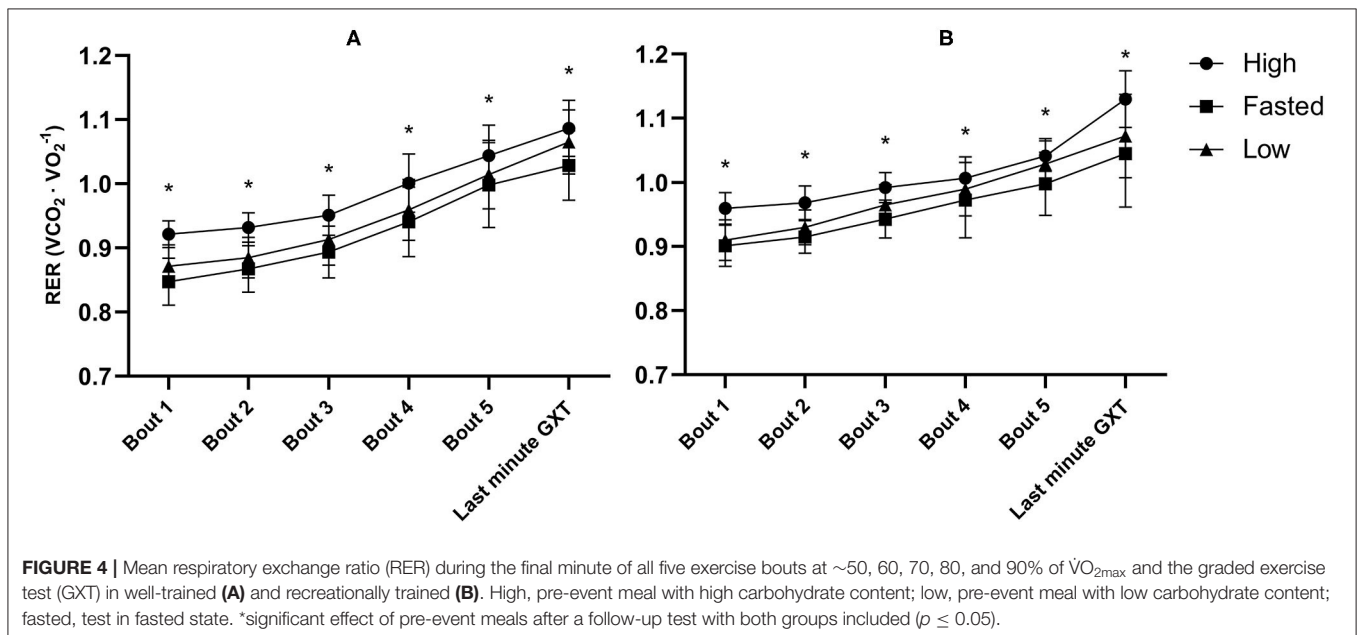 A
B
1.2
1.1
1.0
0.9
0.8
0.7
RER (VCO₂ · VO₂⁻¹)
* * * * * *
Bout 1
Bout 2
Bout 3
Bout 4
Bout 5
Last minute GXT
1.2
1.1
1.0
0.9
0.8
0.7
* * * * * *
Bout 1
Bout 2
Bout 3
Bout 4
Bout 5
Last minute GXT
High
Fasted
Low
FIGURE 4 | Mean respiratory exchange ratio (RER) during the final minute of all five exercise bouts at ∼50, 60, 70, 80, and 90% of V̇O₂max and the graded exercise
test (GXT) in well-trained (A) and recreationally trained (B). High, pre-event meal with high carbohydrate content; low, pre-event meal with low carbohydrate content;
fasted, test in fasted state. *significant effect of pre-event meals after a follow-up test with both groups included (p ≤ 0.05).